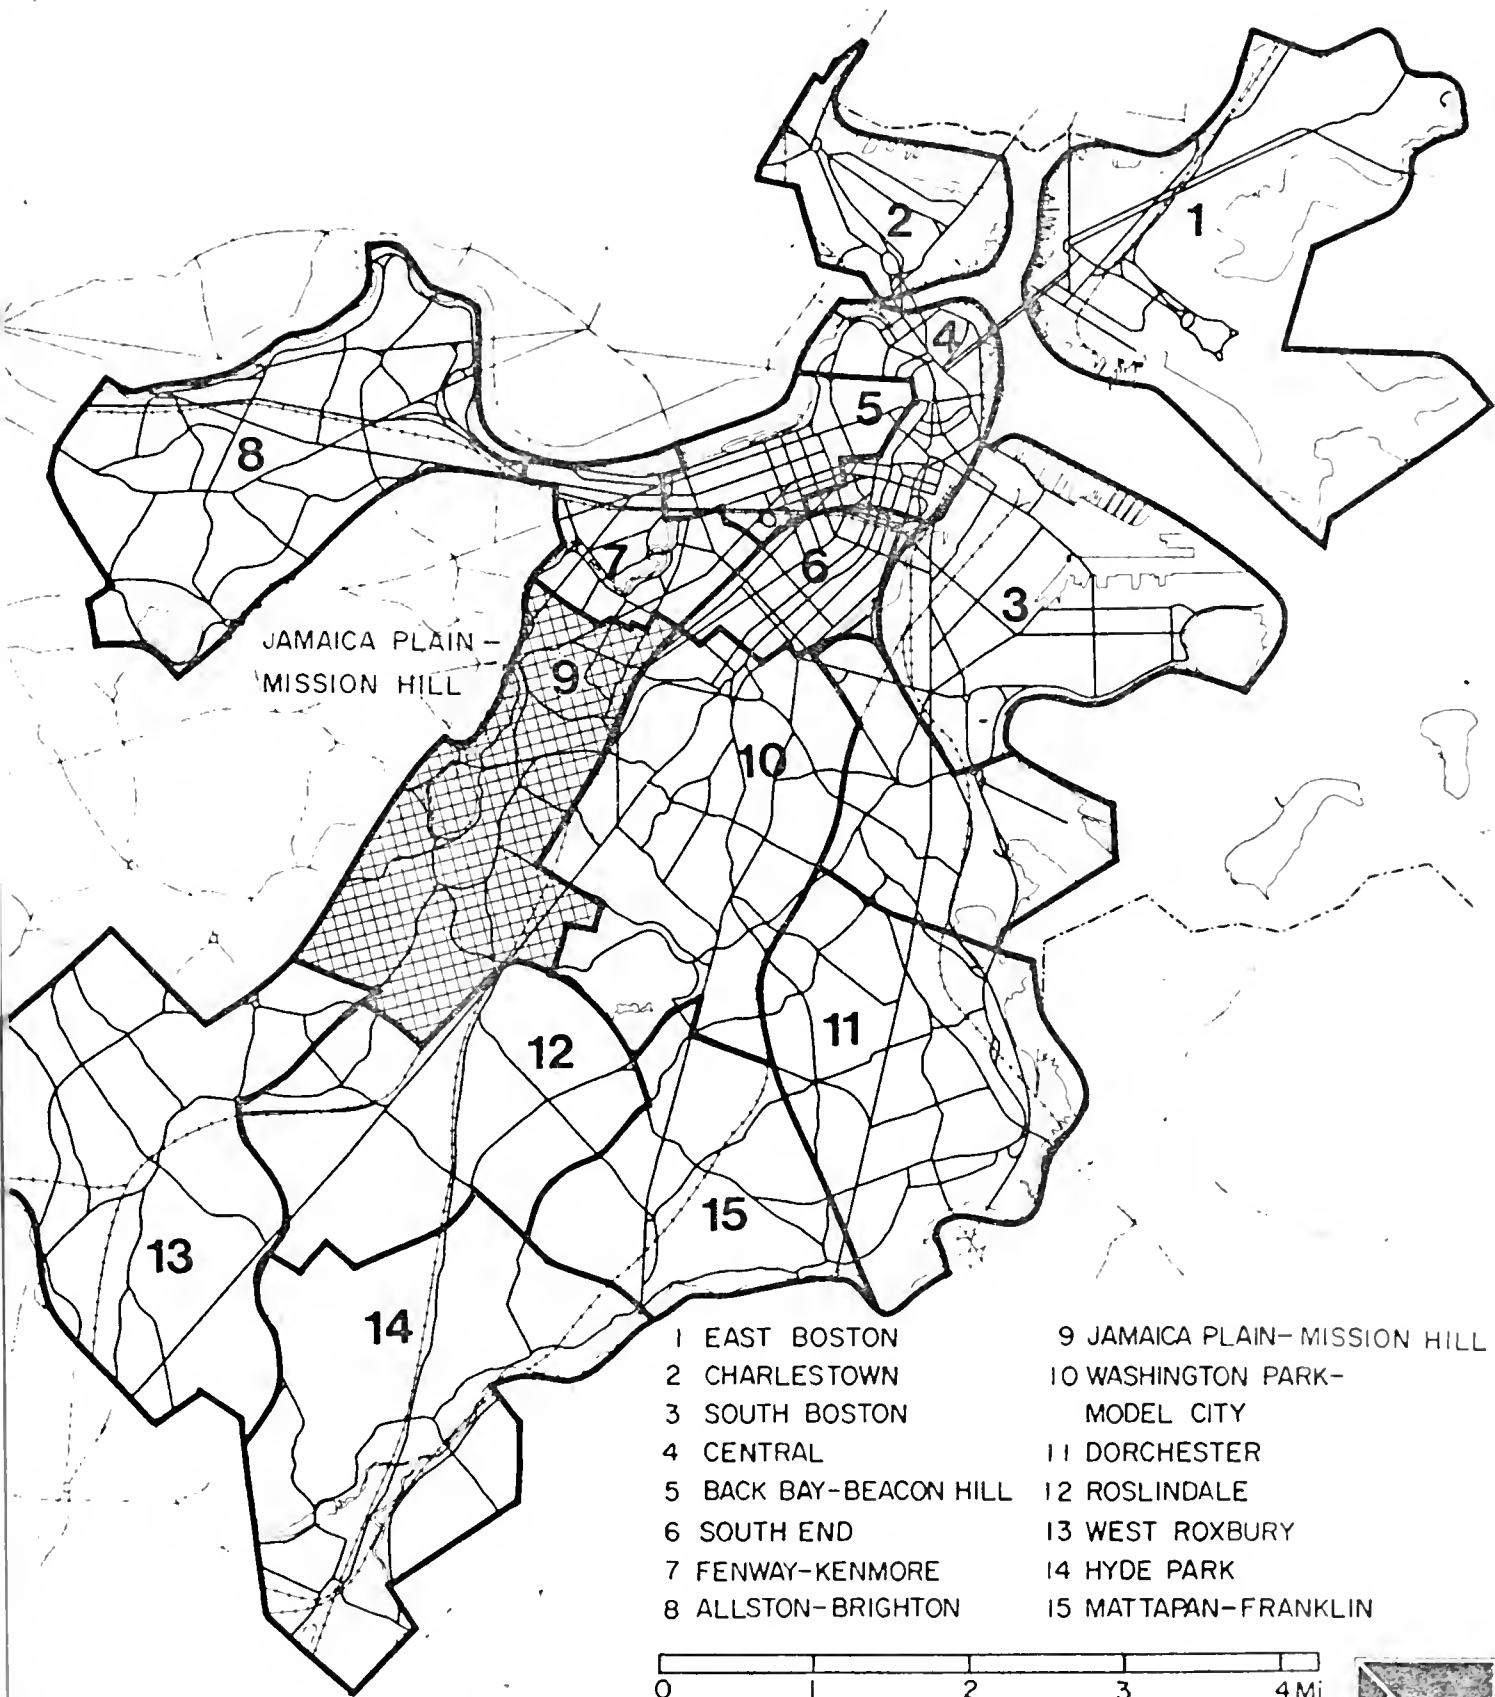 1
2
4
5
8
7
6
3
JAMAICA PLAIN-
MISSION HILL
9
10
11
12
15
13
14
1 EAST BOSTON
2 CHARLESTOWN
3 SOUTH BOSTON
4 CENTRAL
5 BACK BAY-BEACON HILL
6 SOUTH END
7 FENWAY-KENMORE
8 ALLSTON-BRIGHTON
9 JAMAICA PLAIN-MISSION HILL
10 WASHINGTON PARK-
MODEL CITY
11 DORCHESTER
12 ROSLINDALE
13 WEST ROXBURY
14 HYDE PARK
15 MATTAPAN-FRANKLIN
0 1 2 3 4 Mi